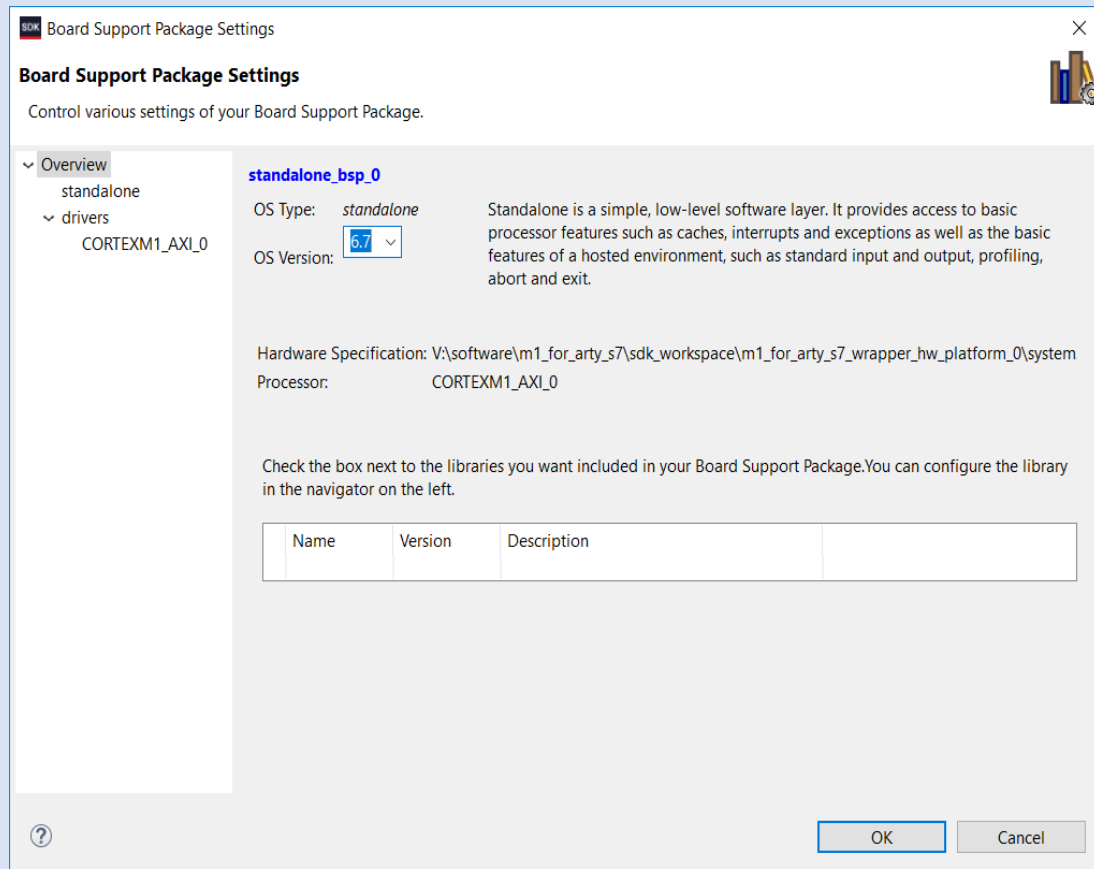 SDK Board Support Package Settings
Board Support Package Settings
Control various settings of your Board Support Package.
Overview
standalone
drivers
CORTEXM1_AXI_0
standalone_bsp_0
OS Type: standalone
OS Version: 6.7
Standalone is a simple, low-level software layer. It provides access to basic
processor features such as caches, interrupts and exceptions as well as the basic
features of a hosted environment, such as standard input and output, profiling,
abort and exit.
Hardware Specification: V:\software\m1_for_arty_s7\sdk_workspace\m1_for_arty_s7_wrapper_hw_platform_0\system
Processor: CORTEXM1_AXI_0
Check the box next to the libraries you want included in your Board Support Package.You can configure the library
in the navigator on the left.
Name Version Description
?
OK Cancel